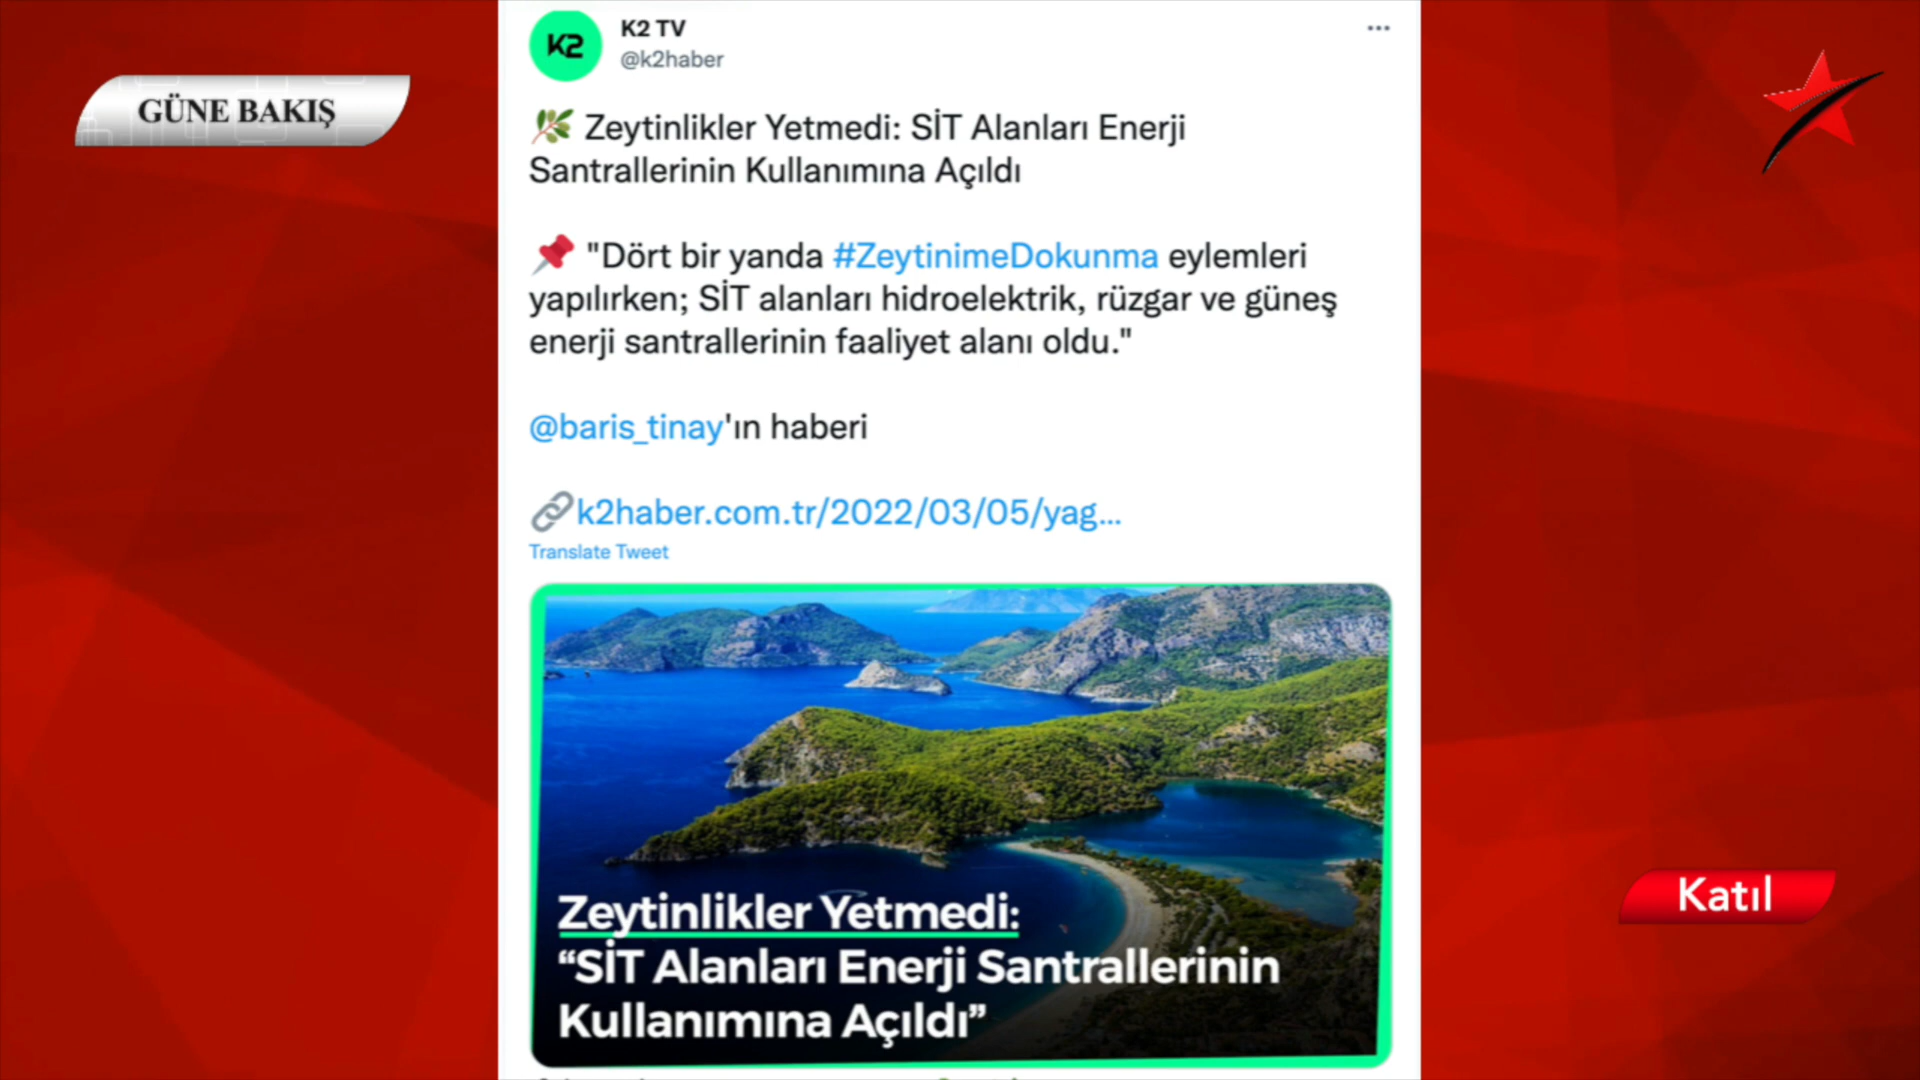 GÜNE BAKIŞ
K2
K2 TV
@k2haber
Zeytinlikler Yetmedi: SİT Alanları Enerji
Santrallerinin Kullanımına Açıldı
"Dört bir yanda #ZeytinimeDokunma eylemleri
yapılırken; SİT alanları hidroelektrik, rüzgar ve güneş
enerji santrallerinin faaliyet alanı oldu."
@baris_tinay'ın haberi
k2haber.com.tr/2022/03/05/yag...
Translate Tweet
Zeytinlikler Yetmedi:
“SİT Alanları Enerji Santrallerinin
Kullanımına Açıldı”
Katıl